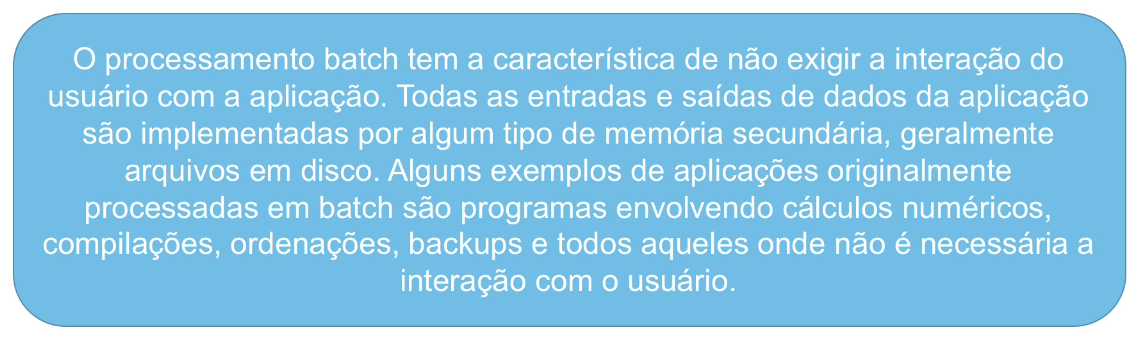 O processamento batch tem a característica de não exigir a interação do
usuário com a aplicação. Todas as entradas e saídas de dados da aplicação
são implementadas por algum tipo de memória secundária, geralmente
arquivos em disco. Alguns exemplos de aplicações originalmente
processadas em batch são programas envolvendo cálculos numéricos,
compilações, ordenações, backups e todos aqueles onde não é necessária a
interação com o usuário.